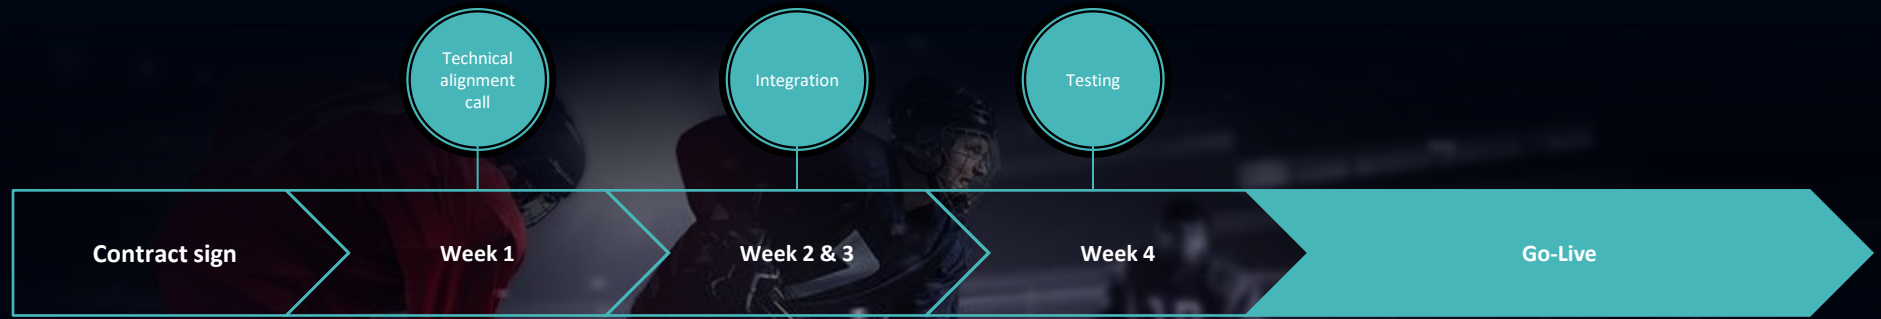 Technical
alignment
call
Integration
Testing
Contract sign
Week 1
Week 2 & 3
Week 4
Go-Live